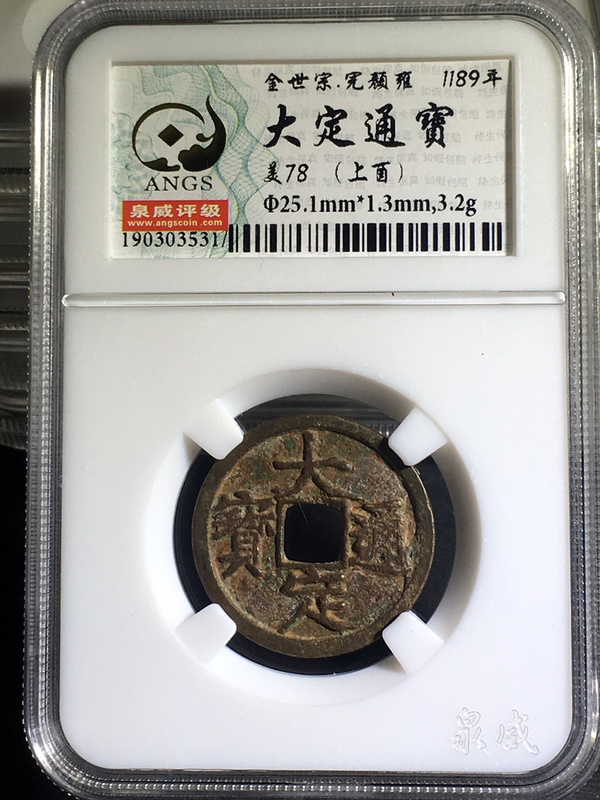 金世宗.完颜雍 1189年
大定通寶
美78 (上酉)
Φ25.1mm*1.3mm,3.2g
ANGS
泉威评级
www.angscoin.com
190303531
大定通寶
泉威